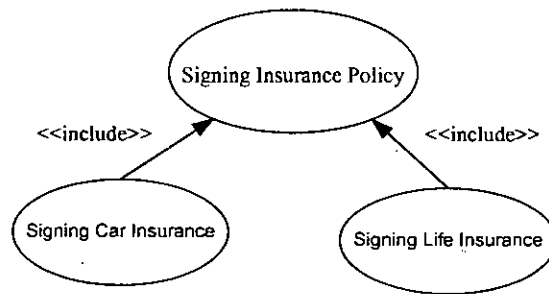 Signing Insurance Policy
<<include>>
<<include>>
Signing Car Insurance
Signing Life Insurance